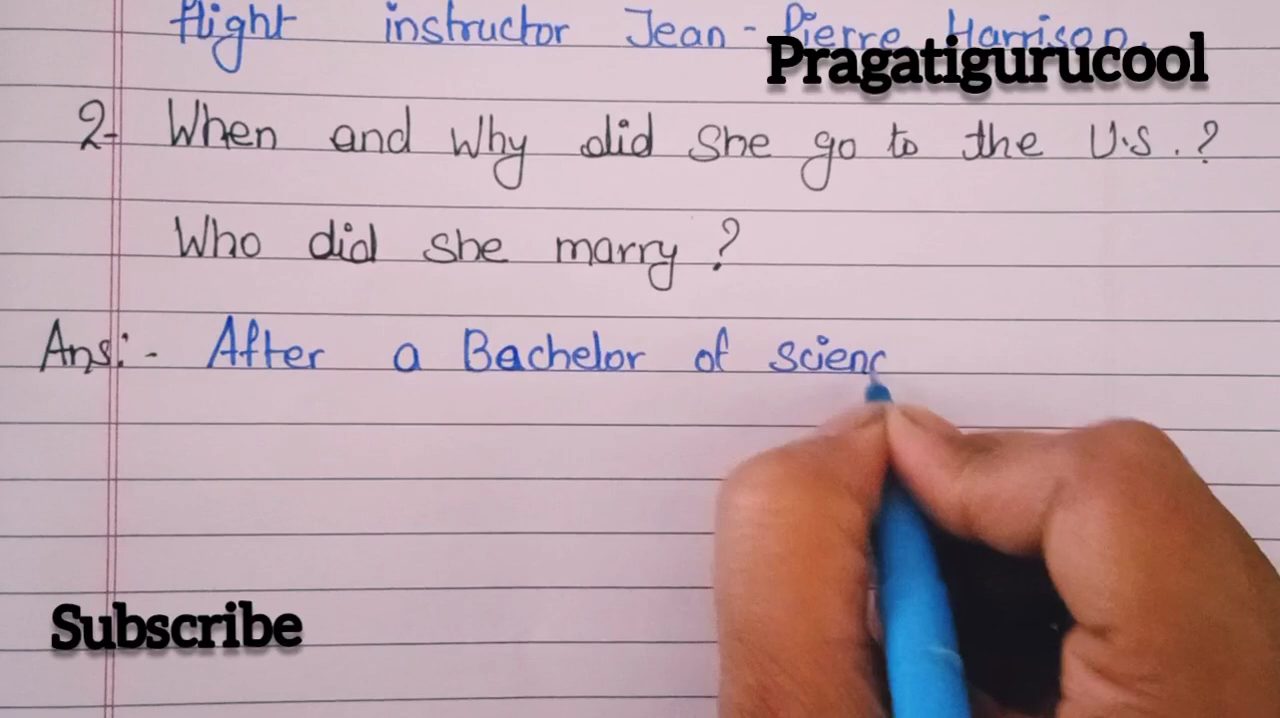 flight instructor Jean-Pierre Harrison.
Pragatigurucool
2- When and Why did She go to the U.S.?
Who did she marry?
Ans:- After a Bachelor of scienc
Subscribe